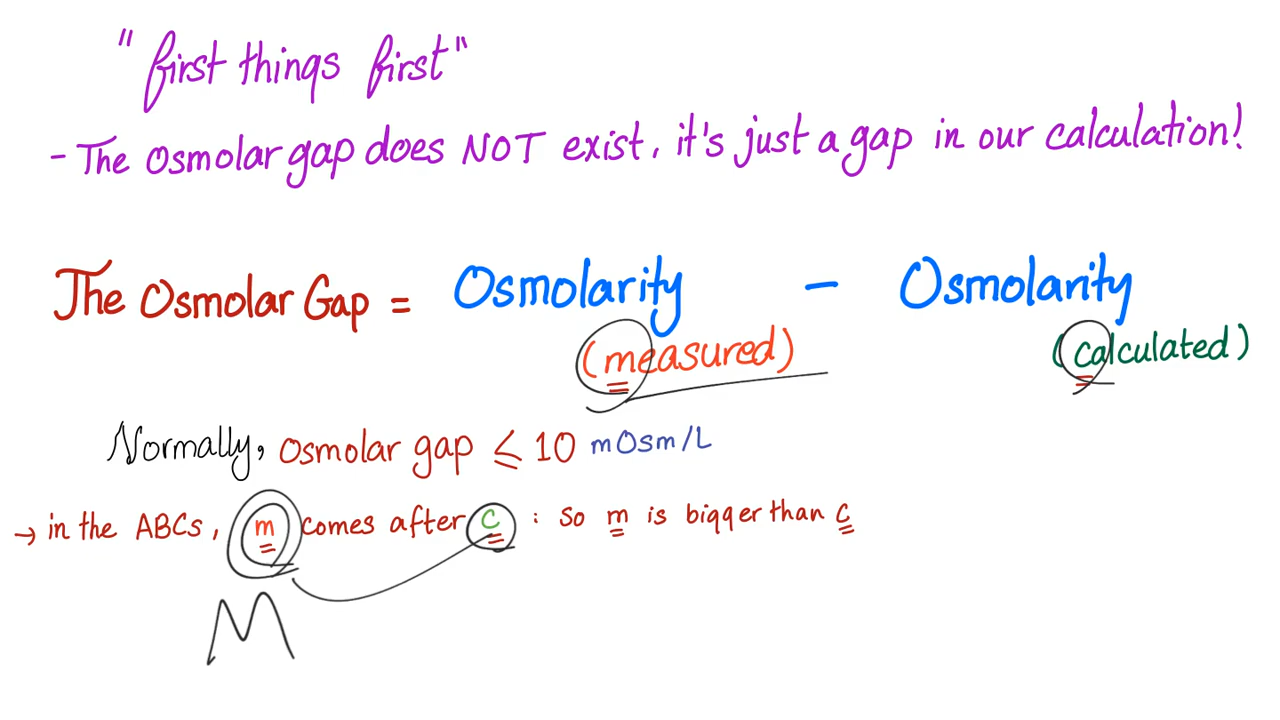 "first things first"
- The Osmolar gap does NOT exist, it's just a gap in our calculation!
The Osmolar Gap = Osmolarity - Osmolarity
(measured) (calculated)
Normally, Osmolar gap ≤ 10 mOsm/L
→ in the ABCs, m comes after c : so m is bigger than c
M